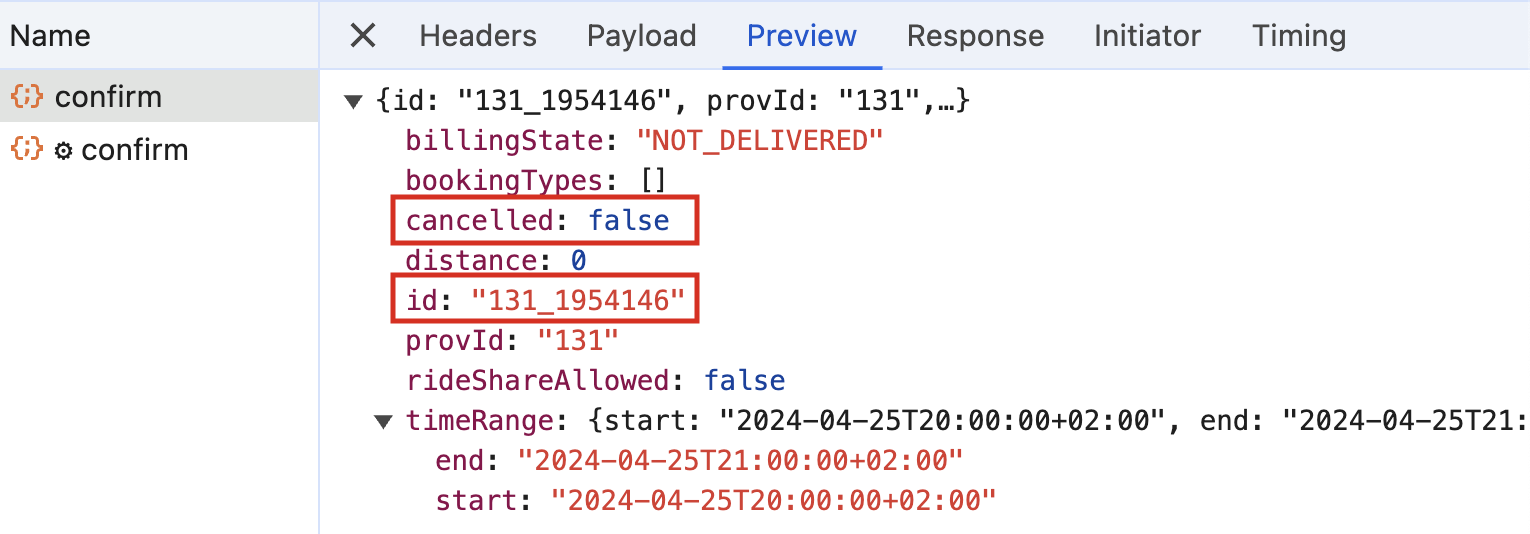 Name
Headers Payload Preview Response Initiator Timing
confirm
confirm
{id: "131_1954146", provId: "131",…}
billingState: "NOT_DELIVERED"
bookingTypes: []
cancelled: false
distance: 0
id: "131_1954146"
provId: "131"
rideShareAllowed: false
timeRange: {start: "2024-04-25T20:00:00+02:00", end: "2024-04-25T21:
end: "2024-04-25T21:00:00+02:00"
start: "2024-04-25T20:00:00+02:00"